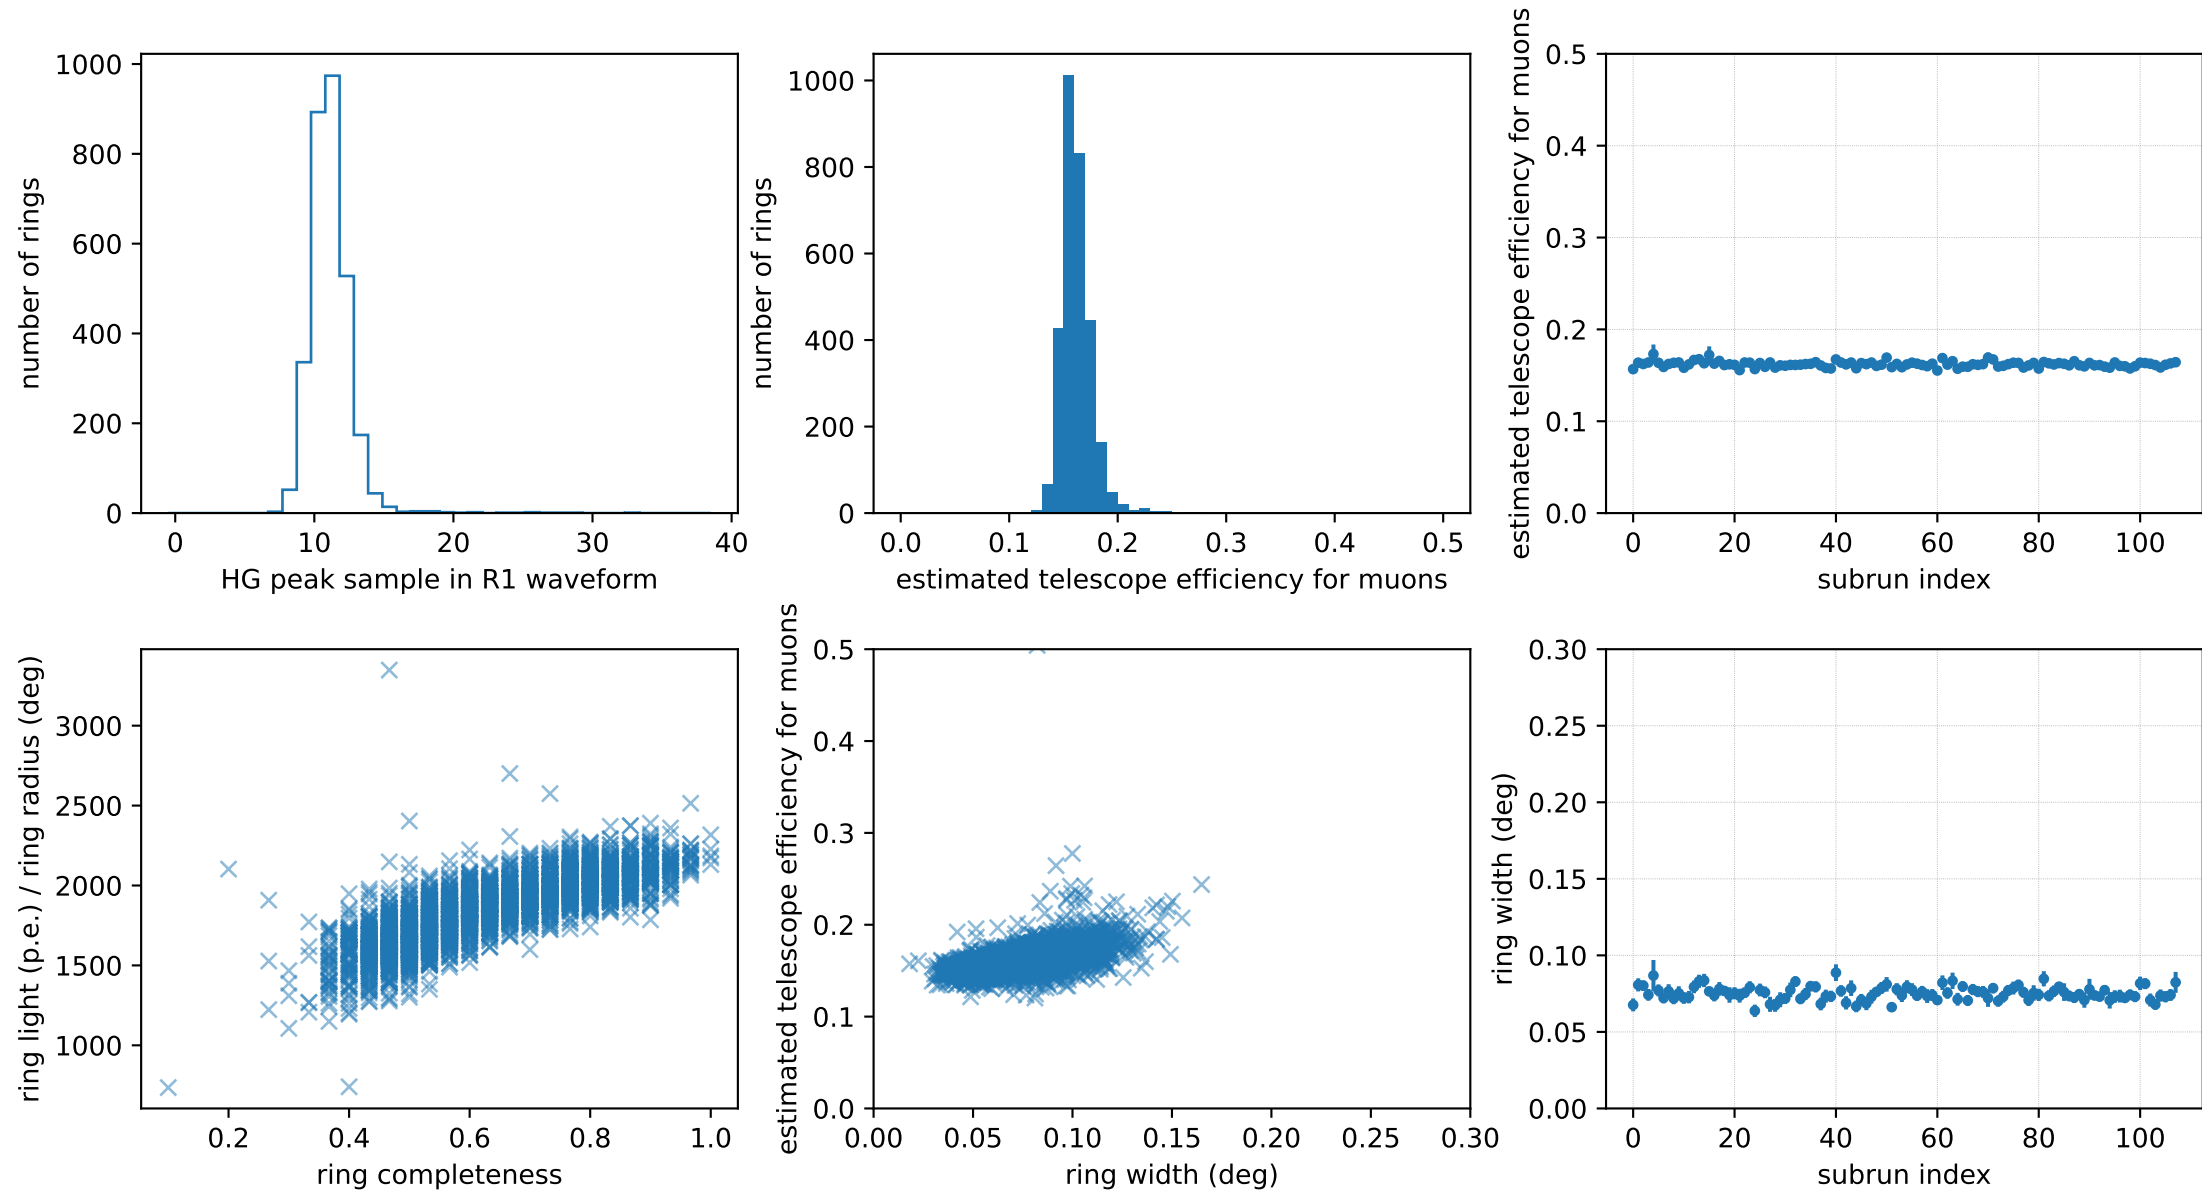 1000
800
600
400
200
0
number of rings
0 10 20 30 40
HG peak sample in R1 waveform
1000
800
600
400
200
0
number of rings
0.0 0.1 0.2 0.3 0.4 0.5
estimated telescope efficiency for muons
0.5
0.4
0.3
0.2
0.1
0.0
estimated telescope efficiency for muons
0 20 40 60 80 100
subrun index
3000
2500
2000
1500
1000
ring light (p.e.) / ring radius (deg)
0.2 0.4 0.6 0.8 1.0
ring completeness
0.5
0.4
0.3
0.2
0.1
0.0
estimated telescope efficiency for muons
0.00 0.05 0.10 0.15 0.20 0.25 0.30
ring width (deg)
0.30
0.25
0.20
0.15
0.10
0.05
0.00
ring width (deg)
0 20 40 60 80 100
subrun index